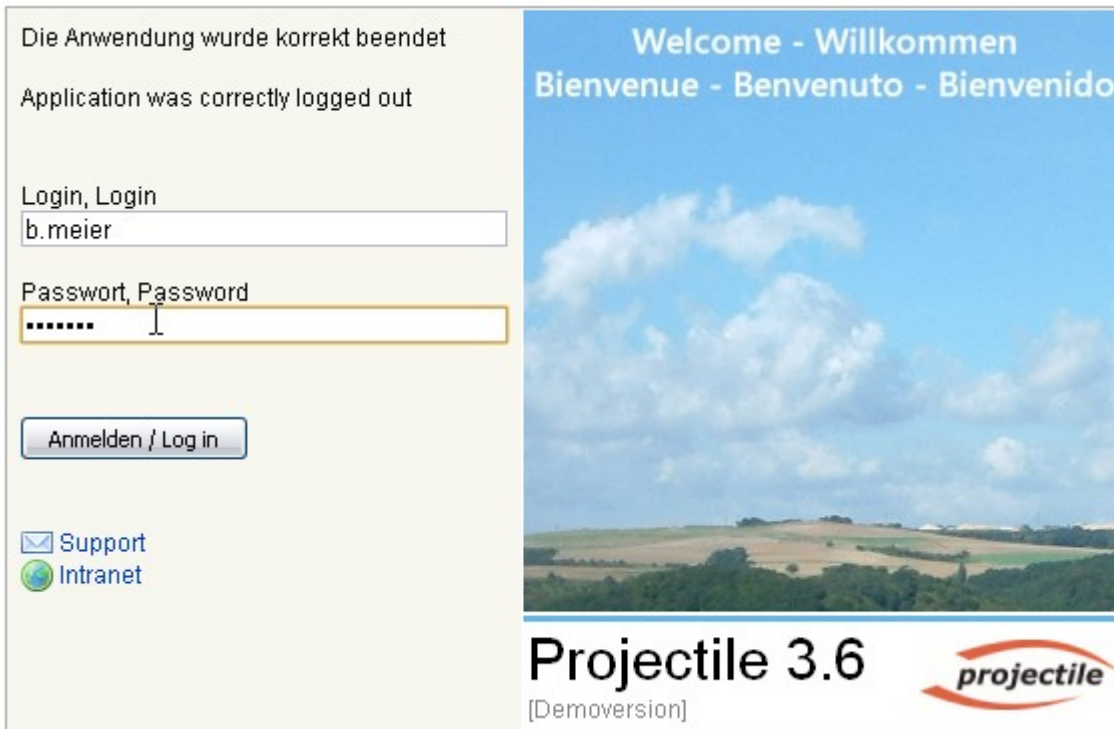 Die Anwendung wurde korrekt beendet
Application was correctly logged out
Login, Login
b.meier
Passwort, Password
•••••••
Anmelden / Log in
Support
Intranet
Welcome - Willkommen
Bienvenue - Benvenuto - Bienvenido
Projectile 3.6
projectile
[Demoversion]